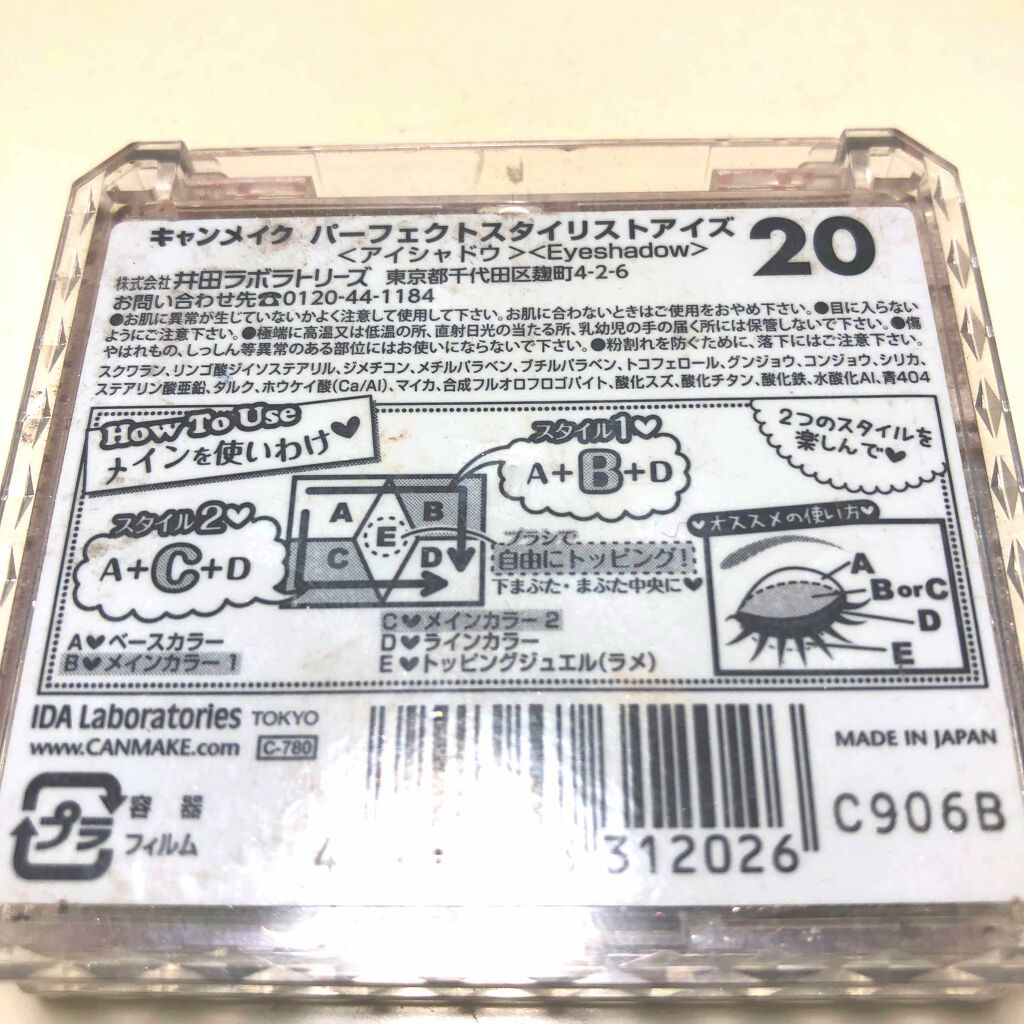 キャンメイク パーフェクトスタイリストアイズ
20
<アイシャドウ><Eyeshadow>
株式会社 井田ラボラトリーズ 東京都千代田区麹町4-2-6
お問い合わせ先☎0120-44-1184
●お肌に異常が生じていないかよく注意して使用して下さい。お肌に合わないときはご使用をおやめ下さい。●目に入らない
ようにご注意下さい。●極端に高温又は低温の所、直射日光の当たる所、乳幼児の手の届く所には保管しないで下さい。●傷
やはれもの、しっしん等異常のある部位にはお使いにならないで下さい。●粉割れを防ぐために、落下にはご注意下さい。
スクワラン、リンゴ酸ジイソステアリル、ジメチコン、メチルパラベン、ブチルパラベン、トコフェロール、グンジョウ、コンジョウ、シリカ、
ステアリン酸亜鉛、タルク、ホウケイ酸(Ca/Al)、マイカ、合成フルオロフロゴパイト、酸化スズ、酸化チタン、酸化鉄、水酸化Al、青404
How To Use
メインを使いわけ♥
スタイル1♥
A+B+D
2つのスタイルを
楽しんで♥
スタイル2♥
A+C+D
A
B
C
D
E
ブラシで
自由にトッピング!
下まぶた・まぶた中央に♥
♥オススメの使い方♥
A
B or C
D
E
A♥ベースカラー
B♥メインカラー1
C♥メインカラー2
D♥ラインカラー
E♥トッピングジュエル(ラメ)
IDA Laboratories TOKYO
www.CANMAKE.com C-780
MADE IN JAPAN
プラ
容器
フィルム
4
312026
C906B